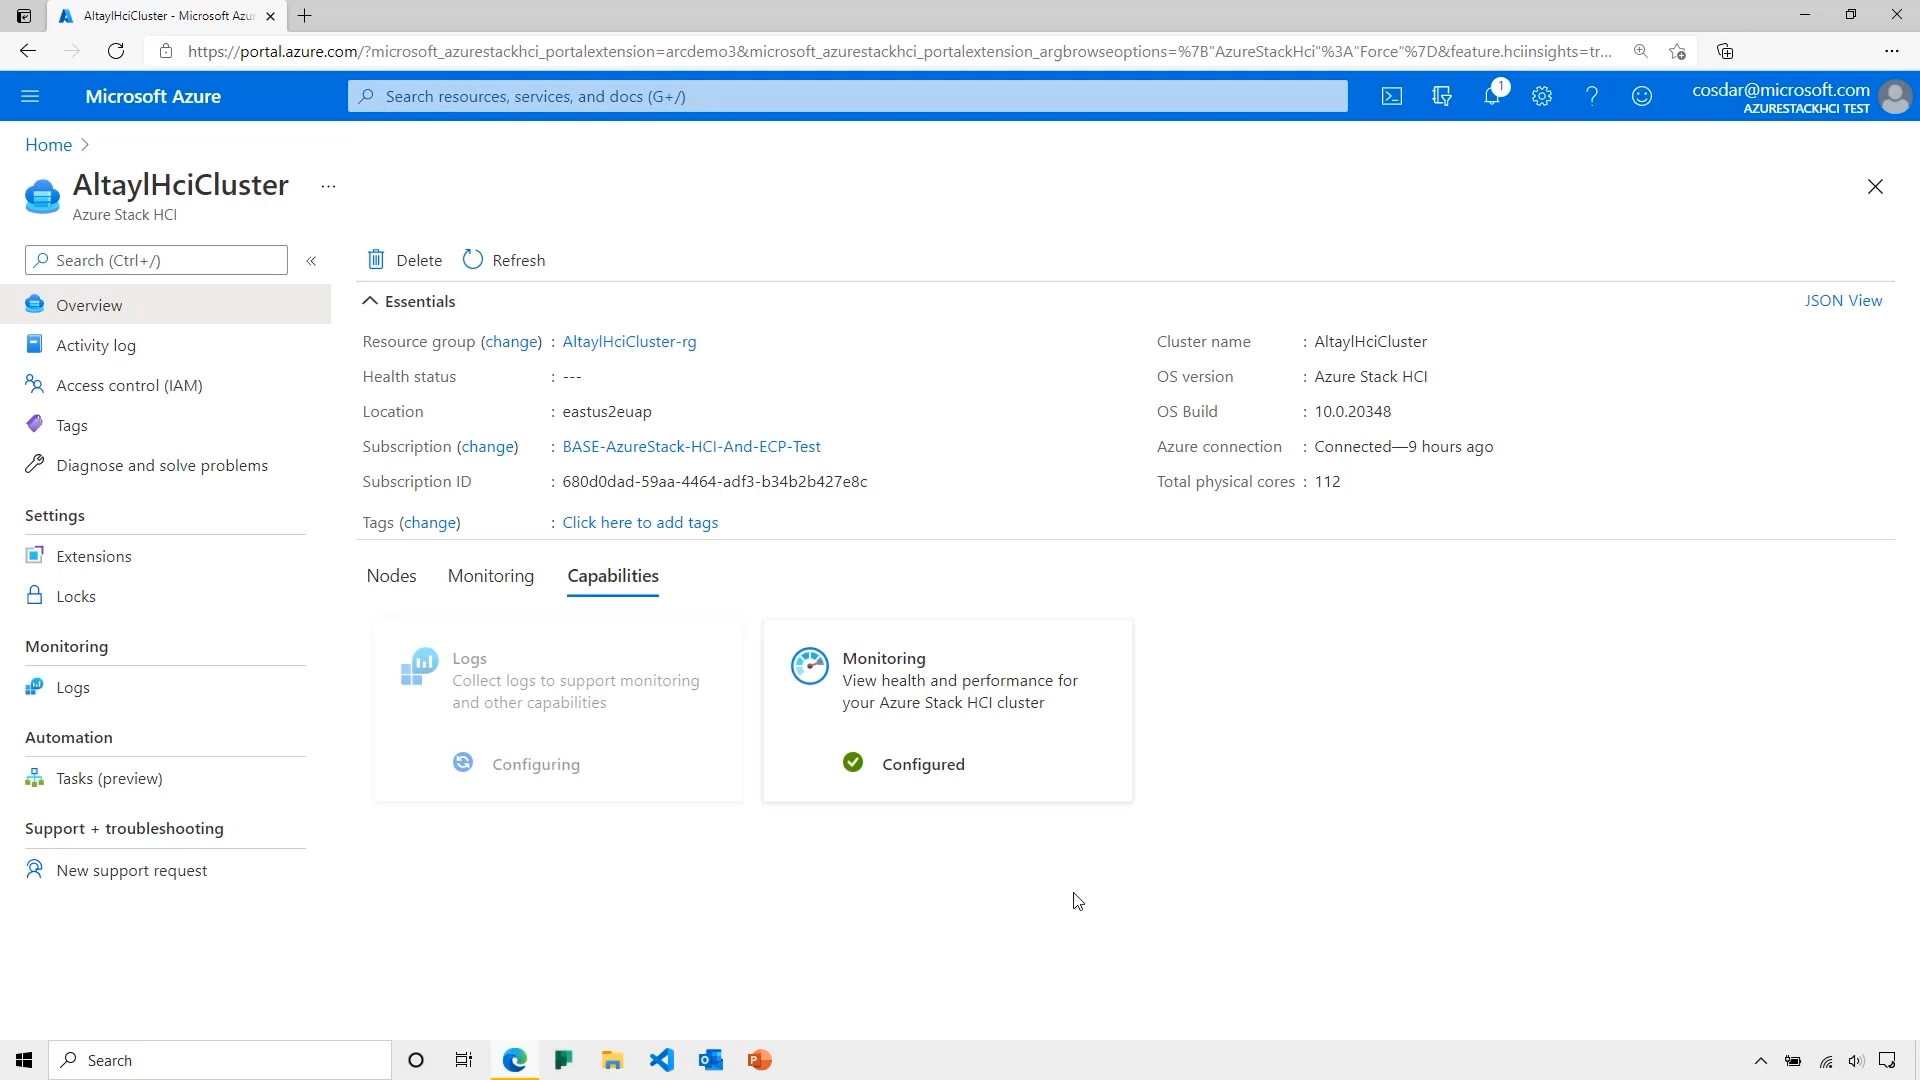 AltaylHciCluster - Microsoft Azur
https://portal.azure.com/?microsoft_azurestackhci_portalextension=arcdemo3&microsoft_azurestackhci_portalextension_argbrowseoptions=%7B"AzureStackHci"%3A"Force"%7D&feature.hciinsights=tr...
Microsoft Azure
Search resources, services, and docs (G+/)
1
cosdar@microsoft.com
AZURESTACKHCI TEST
Home
AltaylHciCluster
...
Azure Stack HCI
Search (Ctrl+/)
«
Overview
Activity log
Access control (IAM)
Tags
Diagnose and solve problems
Settings
Extensions
Locks
Monitoring
Logs
Automation
Tasks (preview)
Support + troubleshooting
New support request
Delete
Refresh
Essentials
JSON View
Resource group (change) : AltaylHciCluster-rg
Health status : ---
Location : eastus2euap
Subscription (change) : BASE-AzureStack-HCI-And-ECP-Test
Subscription ID : 680d0dad-59aa-4464-adf3-b34b2b427e8c
Tags (change) : Click here to add tags
Cluster name : AltaylHciCluster
OS version : Azure Stack HCI
OS Build : 10.0.20348
Azure connection : Connected—9 hours ago
Total physical cores : 112
Nodes
Monitoring
Capabilities
Logs
Collect logs to support monitoring
and other capabilities
Configuring
Monitoring
View health and performance for
your Azure Stack HCI cluster
Configured
Search